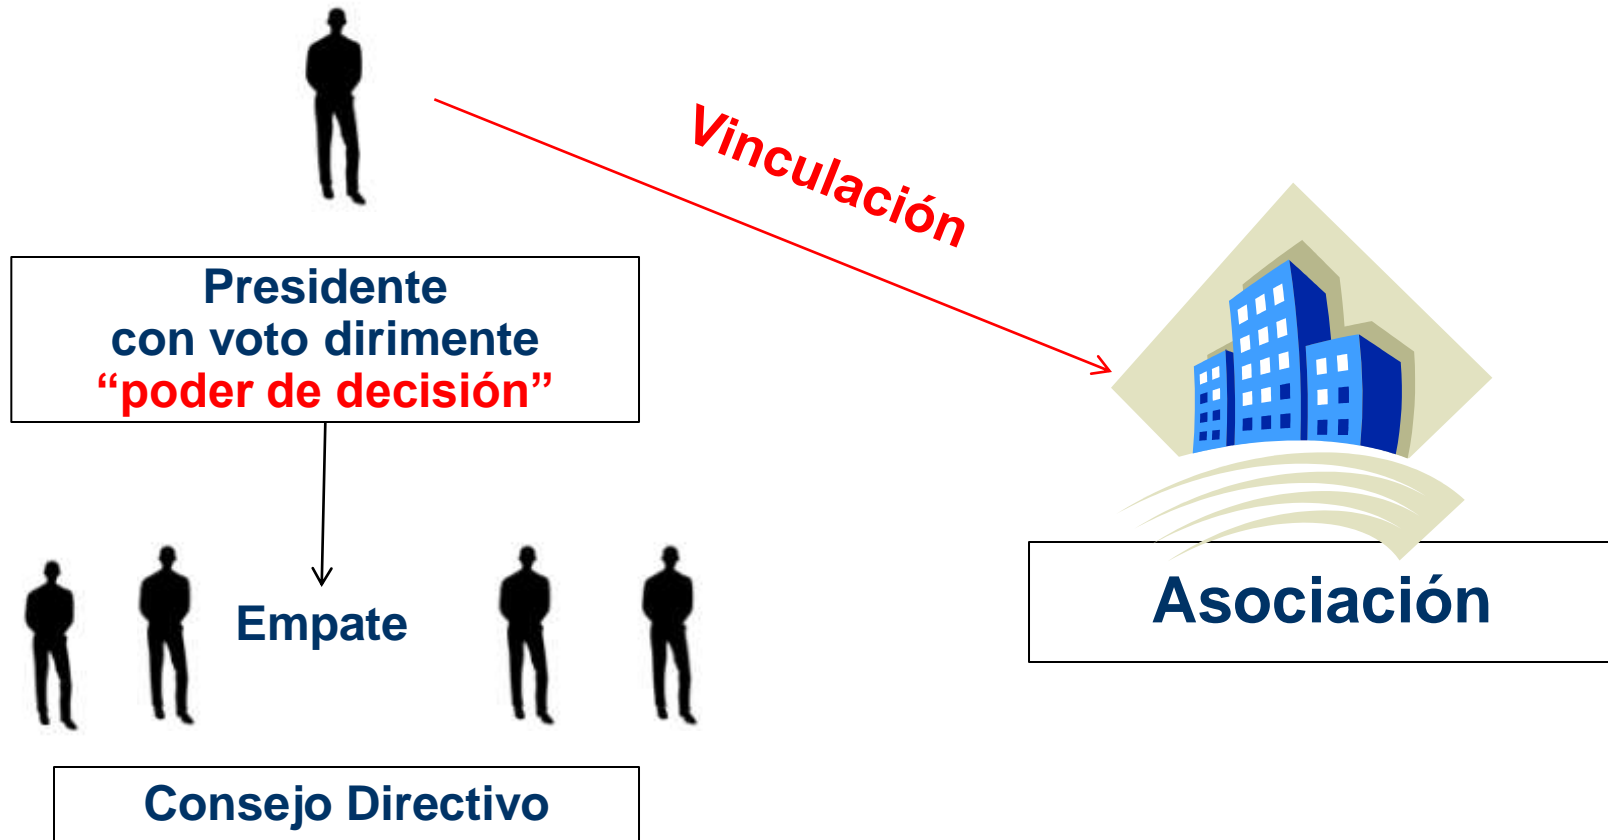 Vinculación
Presidente
con voto dirimente
“poder de decisión”
Empate
Asociación
Consejo Directivo